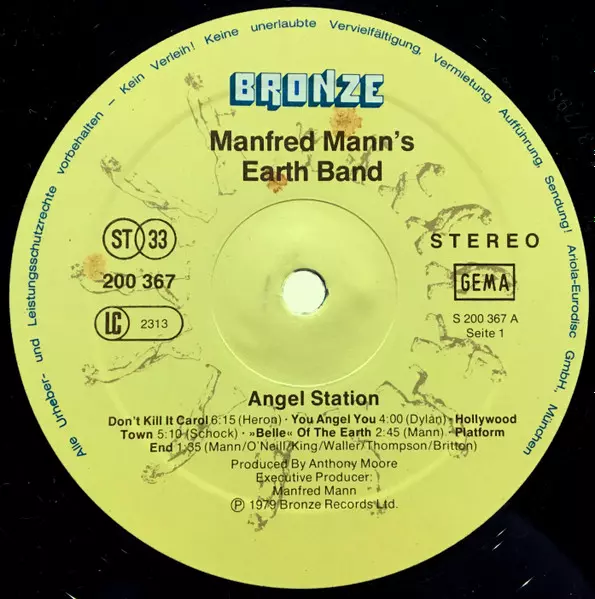 Alle Urheber- und Leistungsschutzrechte vorbehalten – Kein Verleih! Keine unerlaubte Vervielfältigung, Vermietung, Aufführung, Sendung! Ariola-Eurodisc GmbH, München
BRONZE
Manfred Mann's
Earth Band
ST 33
STEREO
200 367
GEMA
LC 2313
S 200 367 A
Seite 1
Angel Station
Don't Kill It Carol 6:15 (Heron) · You Angel You 4:00 (Dylan) · Hollywood
Town 5:10 (Schock) · »Belle« Of The Earth 2:45 (Mann) · Platform
End 1:35 (Mann/O'Neill/King/Waller/Thompson/Britton)
Produced By Anthony Moore
Executive Producer:
Manfred Mann
Ⓟ 1979 Bronze Records Ltd.